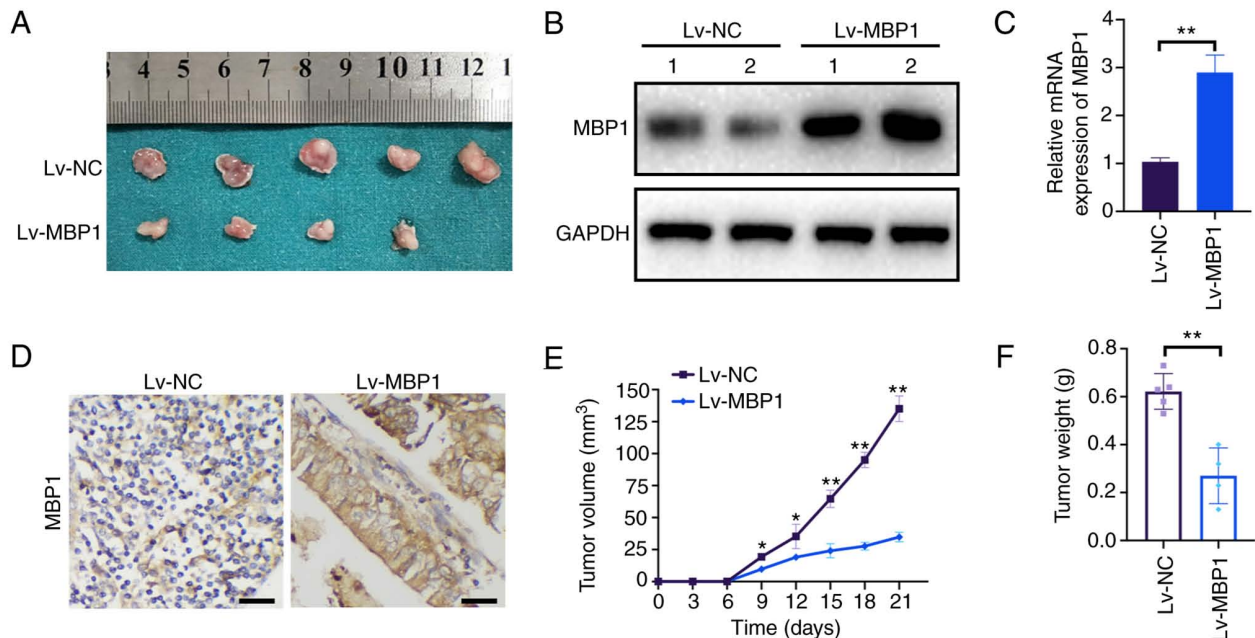 A
3 4 5 6 7 8 9 10 11 12 1
Lv-NC
Lv-MBP1
B
Lv-NC Lv-MBP1
1 2 1 2
MBP1
GAPDH
C
Relative mRNA
expression of MBP1
4
3
2
1
0
**
Lv-NC
Lv-MBP1
D
Lv-NC Lv-MBP1
MBP1
E
Lv-NC
Lv-MBP1
Tumor volume (mm³)
150
125
100
75
50
25
0
* * ** ** **
0 3 6 9 12 15 18 21
Time (days)
F
Tumor weight (g)
0.8
0.6
0.4
0.2
0.0
**
Lv-NC
Lv-MBP1